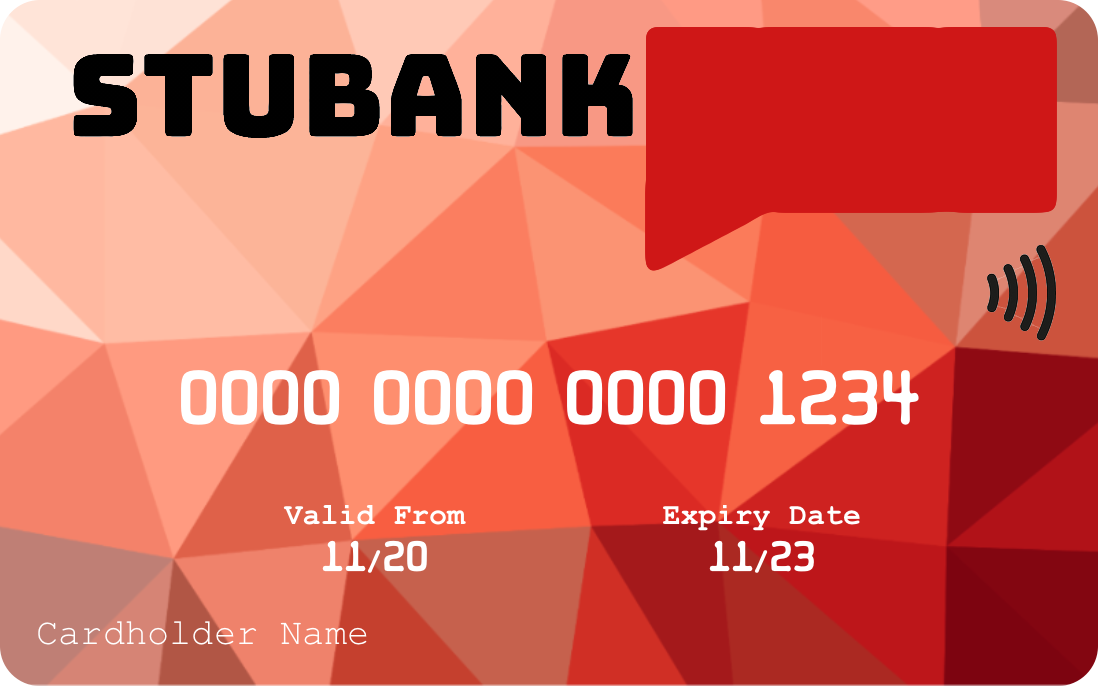 STUBANK
0000 0000 0000 1234
Valid From Expiry Date
11/20 11/23
Cardholder Name